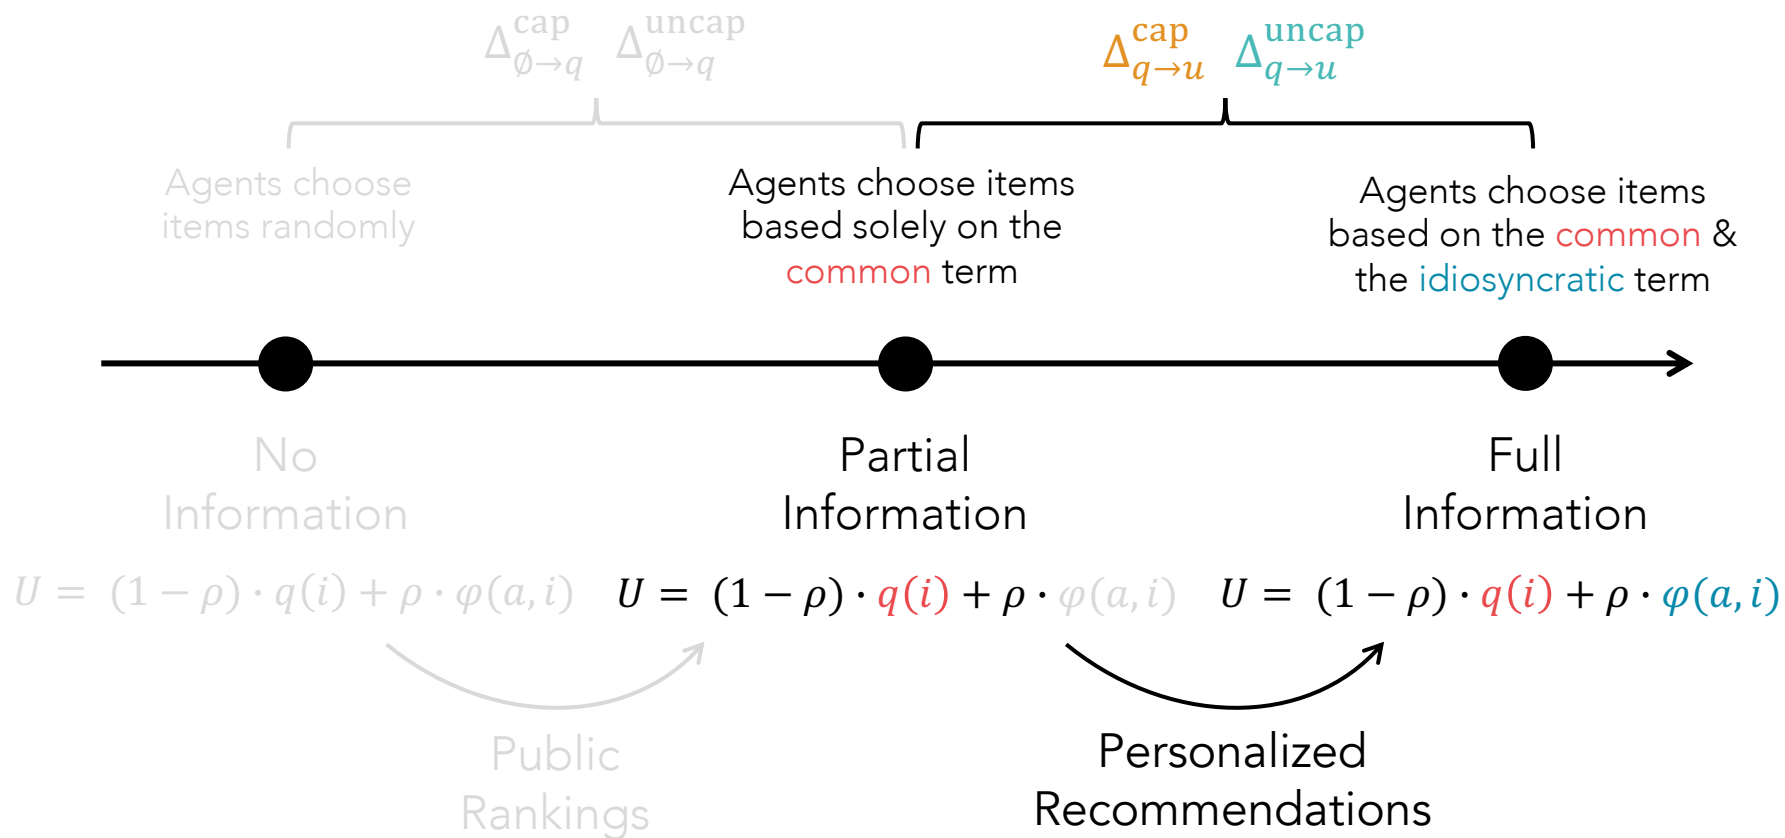 Δ^cap_∅→q Δ^uncap_∅→q
Δ^cap_q→u Δ^uncap_q→u
Agents choose
items randomly
Agents choose items
based solely on the
common term
Agents choose items
based on the common &
the idiosyncratic term
No
Information
Partial
Information
Full
Information
U = (1 − ρ) · q(i) + ρ · φ(a, i)
U = (1 − ρ) · q(i) + ρ · φ(a, i)
U = (1 − ρ) · q(i) + ρ · φ(a, i)
Public
Rankings
Personalized
Recommendations